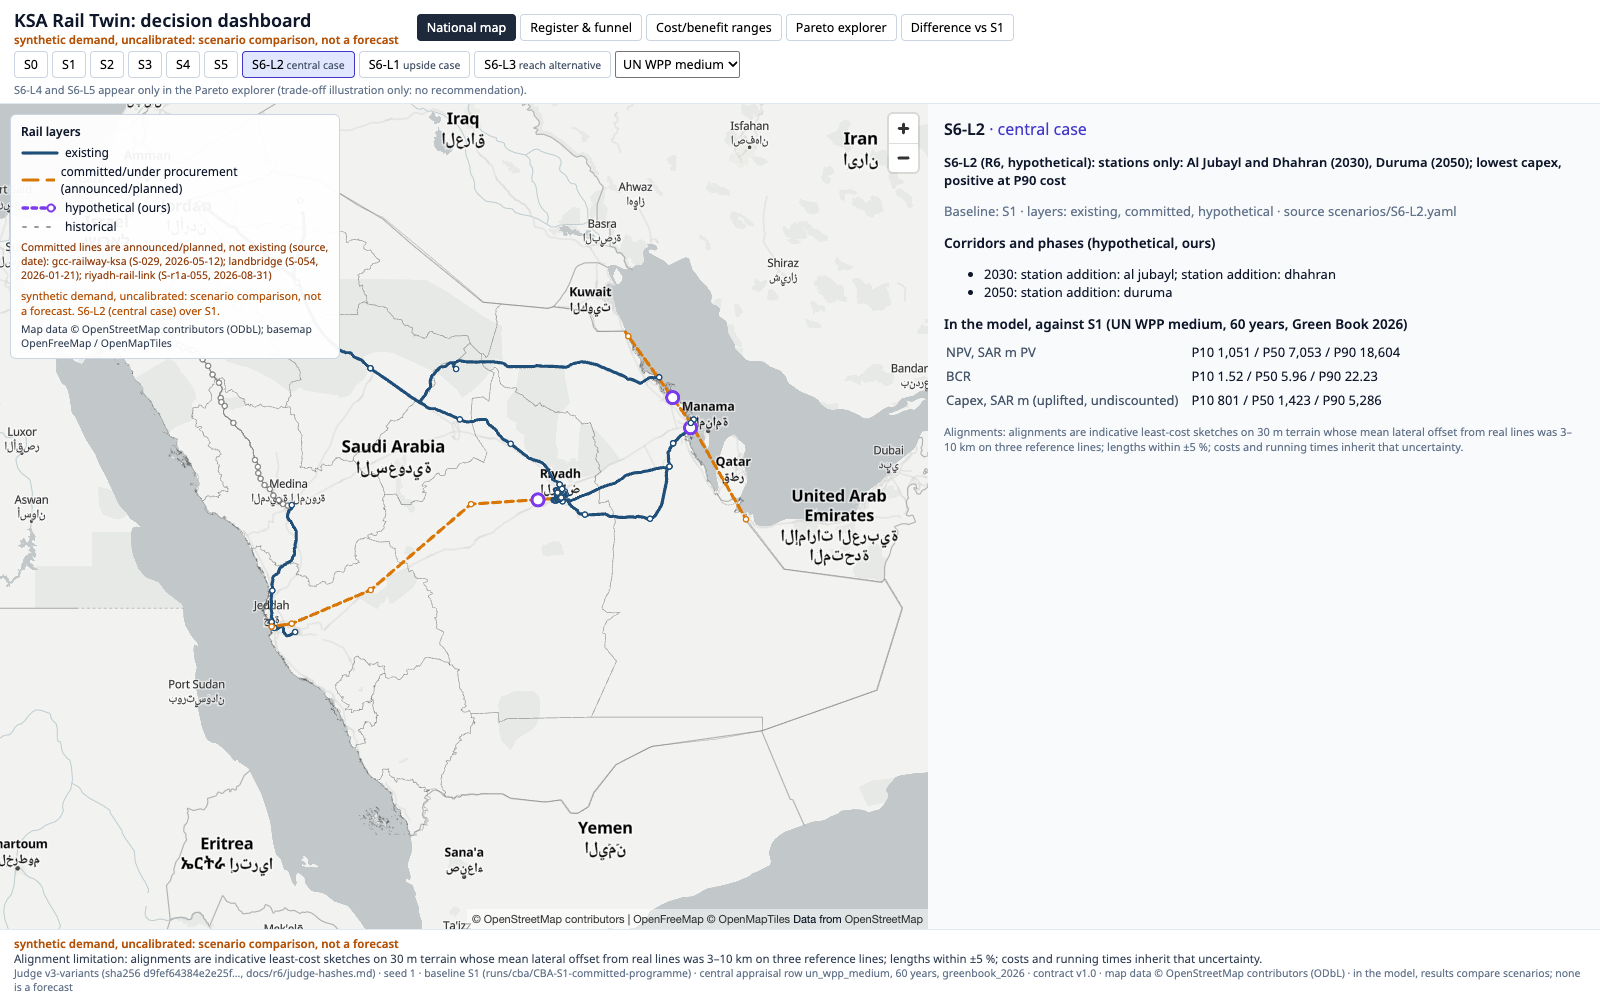 KSA Rail Twin: decision dashboard
synthetic demand, uncalibrated: scenario comparison, not a forecast
National map
Register & funnel
Cost/benefit ranges
Pareto explorer
Difference vs S1
S0
S1
S2
S3
S4
S5
S6-L2 central case
S6-L1 upside case
S6-L3 reach alternative
UN WPP medium
S6-L4 and S6-L5 appear only in the Pareto explorer (trade-off illustration only: no recommendation).
Rail layers
existing
committed/under procurement
(announced/planned)
hypothetical (ours)
historical
Committed lines are announced/planned, not existing (source,
date): gcc-railway-ksa (S-029, 2026-05-12); landbridge (S-054,
2026-01-21); riyadh-rail-link (S-r1a-055, 2026-08-31)
synthetic demand, uncalibrated: scenario comparison, not
a forecast. S6-L2 (central case) over S1.
Map data © OpenStreetMap contributors (ODbL); basemap
OpenFreeMap / OpenMapTiles
Iraq
العراق
Isfahan
اصفهان
Iran
ایران
+
−
Ahwaz
اهواز
Basra
البصرة
Shiraz
شیراز
Kuwait
الكويت
Manama
المنامة
Saudi Arabia
السعودية
Riyadh
Qatar
قطر
Dubai
دبي
Luxor
الأقصر
Medina
المدينة المنورة
Aswan
أسوان
United Arab
Emirates
الإمارات العربية
المتحدة
Jeddah
Port Sudan
بورتسودان
Yemen
اليمن
Eritrea
ኤርትራ إرتريا
Sana'a
صنعاء
Ta'izz
© OpenStreetMap contributors | OpenFreeMap © OpenMapTiles Data from OpenStreetMap
S6-L2 · central case
S6-L2 (R6, hypothetical): stations only: Al Jubayl and Dhahran (2030), Duruma (2050); lowest capex,
positive at P90 cost
Baseline: S1 · layers: existing, committed, hypothetical · source scenarios/S6-L2.yaml
Corridors and phases (hypothetical, ours)
• 2030: station addition: al jubayl; station addition: dhahran
• 2050: station addition: duruma
In the model, against S1 (UN WPP medium, 60 years, Green Book 2026)
NPV, SAR m PV P10 1,051 / P50 7,053 / P90 18,604
BCR P10 1.52 / P50 5.96 / P90 22.23
Capex, SAR m (uplifted, undiscounted) P10 801 / P50 1,423 / P90 5,286
Alignments: alignments are indicative least-cost sketches on 30 m terrain whose mean lateral offset from real lines was 3–
10 km on three reference lines; lengths within ±5 %; costs and running times inherit that uncertainty.
synthetic demand, uncalibrated: scenario comparison, not a forecast
Alignment limitation: alignments are indicative least-cost sketches on 30 m terrain whose mean lateral offset from real lines was 3–10 km on three reference lines; lengths within ±5 %; costs and running times inherit that uncertainty.
Judge v3-variants (sha256 d9fef64384e2e25f…, docs/r6/judge-hashes.md) · seed 1 · baseline S1 (runs/cba/CBA-S1-committed-programme) · central appraisal row un_wpp_medium, 60 years, greenbook_2026 · contract v1.0 · map data © OpenStreetMap contributors (ODbL) · in the model, results compare scenarios; none
is a forecast